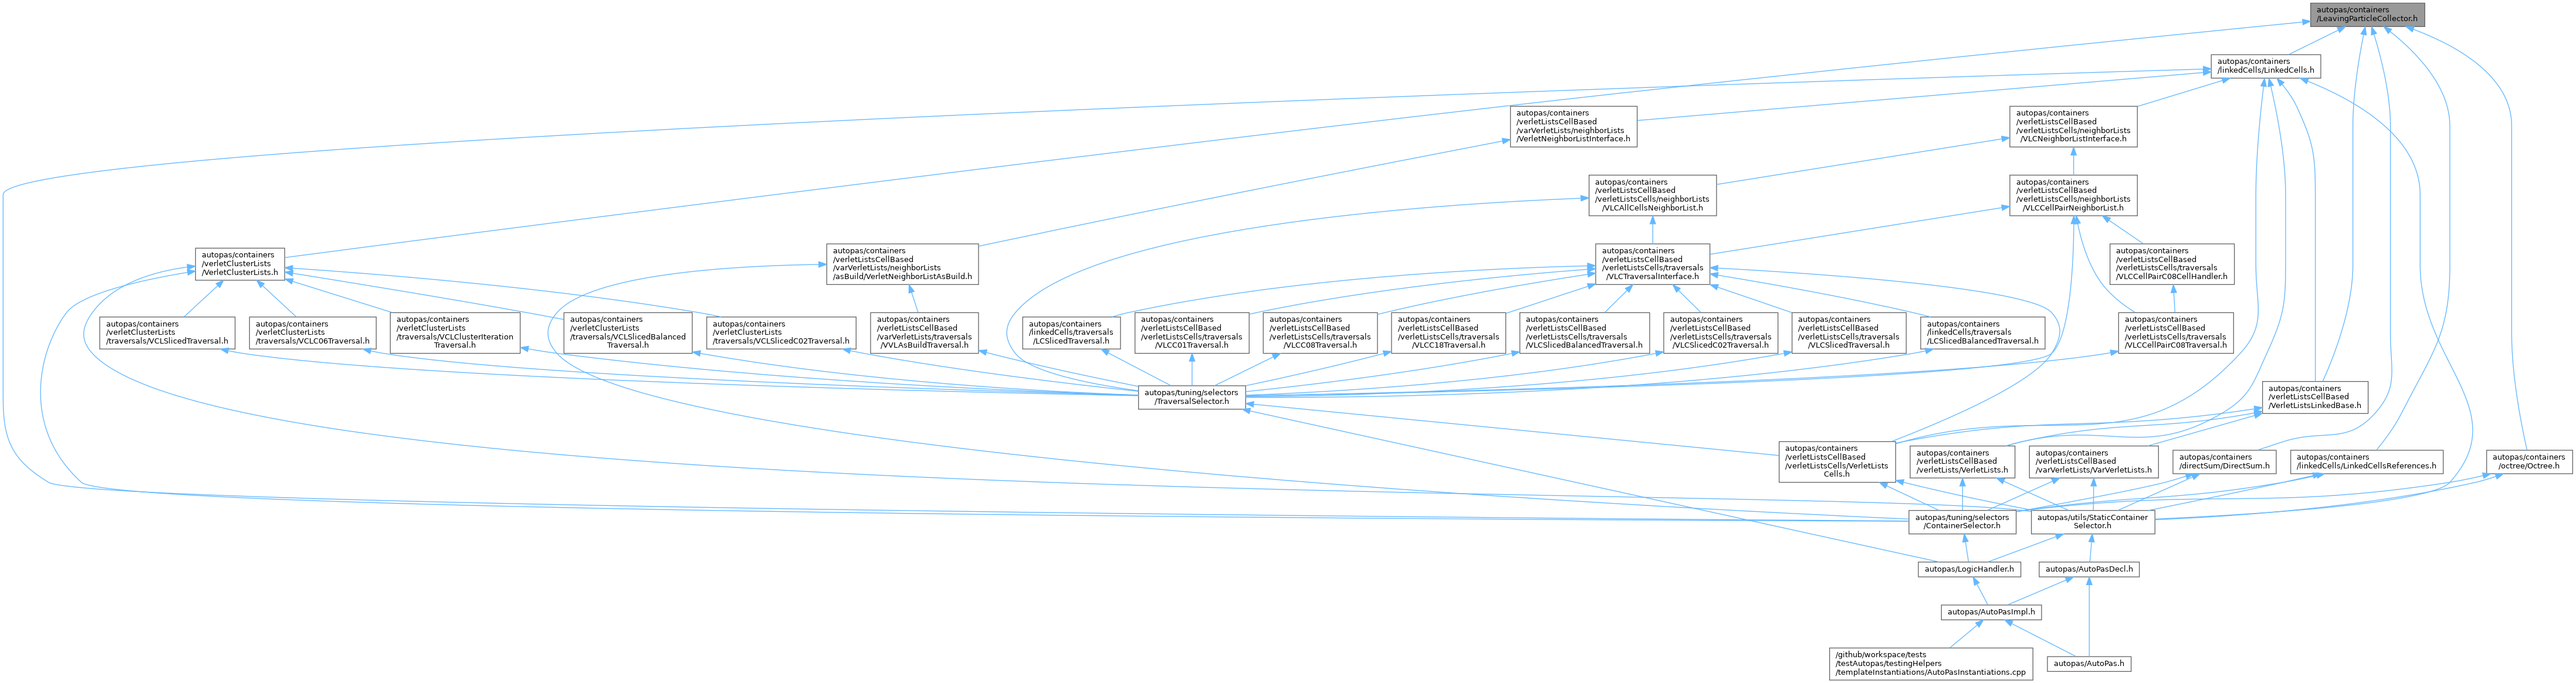 autopas/containers
/LeavingParticleCollector.h
autopas/containers
/linkedCells/LinkedCells.h
autopas/containers
/verletListsCellBased
/varVerletLists/neighborLists
/VerletNeighborListInterface.h
autopas/containers
/verletListsCellBased
/verletListsCells/neighborLists
/VLCNeighborListInterface.h
autopas/containers
/verletListsCellBased
/verletListsCells/neighborLists
/VLCAllCellsNeighborList.h
autopas/containers
/verletListsCellBased
/verletListsCells/neighborLists
/VLCCellPairNeighborList.h
autopas/containers
/verletClusterLists
/VerletClusterLists.h
autopas/containers
/verletListsCellBased
/varVerletLists/neighborLists
/asBuild/VerletNeighborListAsBuild.h
autopas/containers
/verletListsCellBased
/verletListsCells/traversals
/VLCTraversalInterface.h
autopas/containers
/verletListsCellBased
/verletListsCells/traversals
/VLCCellPairC08CellHandler.h
autopas/containers
/verletClusterLists
/traversals/VCLSlicedTraversal.h
autopas/containers
/verletClusterLists
/traversals/VCLC06Traversal.h
autopas/containers
/verletClusterLists
/traversals/VCLClusterIteration
Traversal.h
autopas/containers
/verletClusterLists
/traversals/VCLSlicedBalanced
Traversal.h
autopas/containers
/verletClusterLists
/traversals/VCLSlicedC02Traversal.h
autopas/containers
/verletListsCellBased
/varVerletLists/traversals
/VVLAsBuildTraversal.h
autopas/containers
/linkedCells/traversals
/LCSlicedTraversal.h
autopas/containers
/verletListsCellBased
/verletListsCells/traversals
/VLCC01Traversal.h
autopas/containers
/verletListsCellBased
/verletListsCells/traversals
/VLCC08Traversal.h
autopas/containers
/verletListsCellBased
/verletListsCells/traversals
/VLCC18Traversal.h
autopas/containers
/verletListsCellBased
/verletListsCells/traversals
/VLCSlicedBalancedTraversal.h
autopas/containers
/verletListsCellBased
/verletListsCells/traversals
/VLCSlicedC02Traversal.h
autopas/containers
/verletListsCellBased
/verletListsCells/traversals
/VLCSlicedTraversal.h
autopas/containers
/linkedCells/traversals
/LCSlicedBalancedTraversal.h
autopas/containers
/verletListsCellBased
/verletListsCells/traversals
/VLCCellPairC08Traversal.h
autopas/tuning/selectors
/TraversalSelector.h
autopas/containers
/verletListsCellBased
/VerletListsLinkedBase.h
autopas/containers
/verletListsCellBased
/verletListsCells/VerletLists
Cells.h
autopas/containers
/verletListsCellBased
/verletLists/VerletLists.h
autopas/containers
/verletListsCellBased
/varVerletLists/VarVerletLists.h
autopas/containers
/directSum/DirectSum.h
autopas/containers
/linkedCells/LinkedCellsReferences.h
autopas/containers
/octree/Octree.h
autopas/tuning/selectors
/ContainerSelector.h
autopas/utils/StaticContainer
Selector.h
autopas/LogicHandler.h
autopas/AutoPasDecl.h
autopas/AutoPasImpl.h
/github/workspace/tests
/testAutopas/testingHelpers
/templateInstantiations/AutoPasInstantiations.cpp
autopas/AutoPas.h